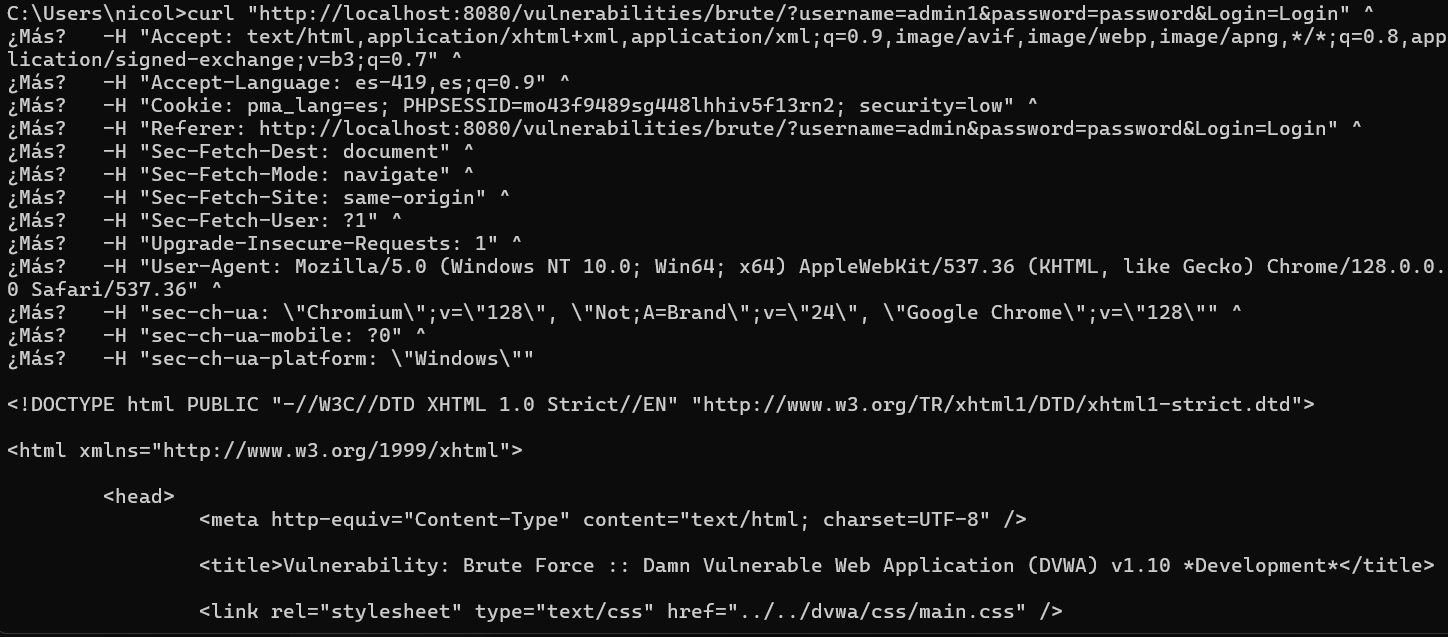 C:\Users\nicol>curl "http://localhost:8080/vulnerabilities/brute/?username=admin1&password=password&Login=Login" ^
¿Más?   -H "Accept: text/html,application/xhtml+xml,application/xml;q=0.9,image/avif,image/webp,image/apng,*/*;q=0.8,app
lication/signed-exchange;v=b3;q=0.7" ^
¿Más?   -H "Accept-Language: es-419,es;q=0.9" ^
¿Más?   -H "Cookie: pma_lang=es; PHPSESSID=mo43f9489sg448lhhiv5f13rn2; security=low" ^
¿Más?   -H "Referer: http://localhost:8080/vulnerabilities/brute/?username=admin&password=password&Login=Login" ^
¿Más?   -H "Sec-Fetch-Dest: document" ^
¿Más?   -H "Sec-Fetch-Mode: navigate" ^
¿Más?   -H "Sec-Fetch-Site: same-origin" ^
¿Más?   -H "Sec-Fetch-User: ?1" ^
¿Más?   -H "Upgrade-Insecure-Requests: 1" ^
¿Más?   -H "User-Agent: Mozilla/5.0 (Windows NT 10.0; Win64; x64) AppleWebKit/537.36 (KHTML, like Gecko) Chrome/128.0.0.
0 Safari/537.36" ^
¿Más?   -H "sec-ch-ua: \"Chromium\";v=\"128\", \"Not;A=Brand\";v=\"24\", \"Google Chrome\";v=\"128\"" ^
¿Más?   -H "sec-ch-ua-mobile: ?0" ^
¿Más?   -H "sec-ch-ua-platform: \"Windows\""
<!DOCTYPE html PUBLIC "-//W3C//DTD XHTML 1.0 Strict//EN" "http://www.w3.org/TR/xhtml1/DTD/xhtml1-strict.dtd">
<html xmlns="http://www.w3.org/1999/xhtml">
<head>
<meta http-equiv="Content-Type" content="text/html; charset=UTF-8" />
<title>Vulnerability: Brute Force :: Damn Vulnerable Web Application (DVWA) v1.10 *Development*</title>
<link rel="stylesheet" type="text/css" href="../../dvwa/css/main.css" />